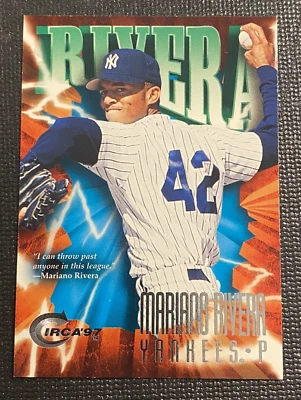 RIVERA
NY
42
"I can throw past
anyone in this league."
—Mariano Rivera
CIRCA '97
MARIANO RIVERA
YANKEES • P